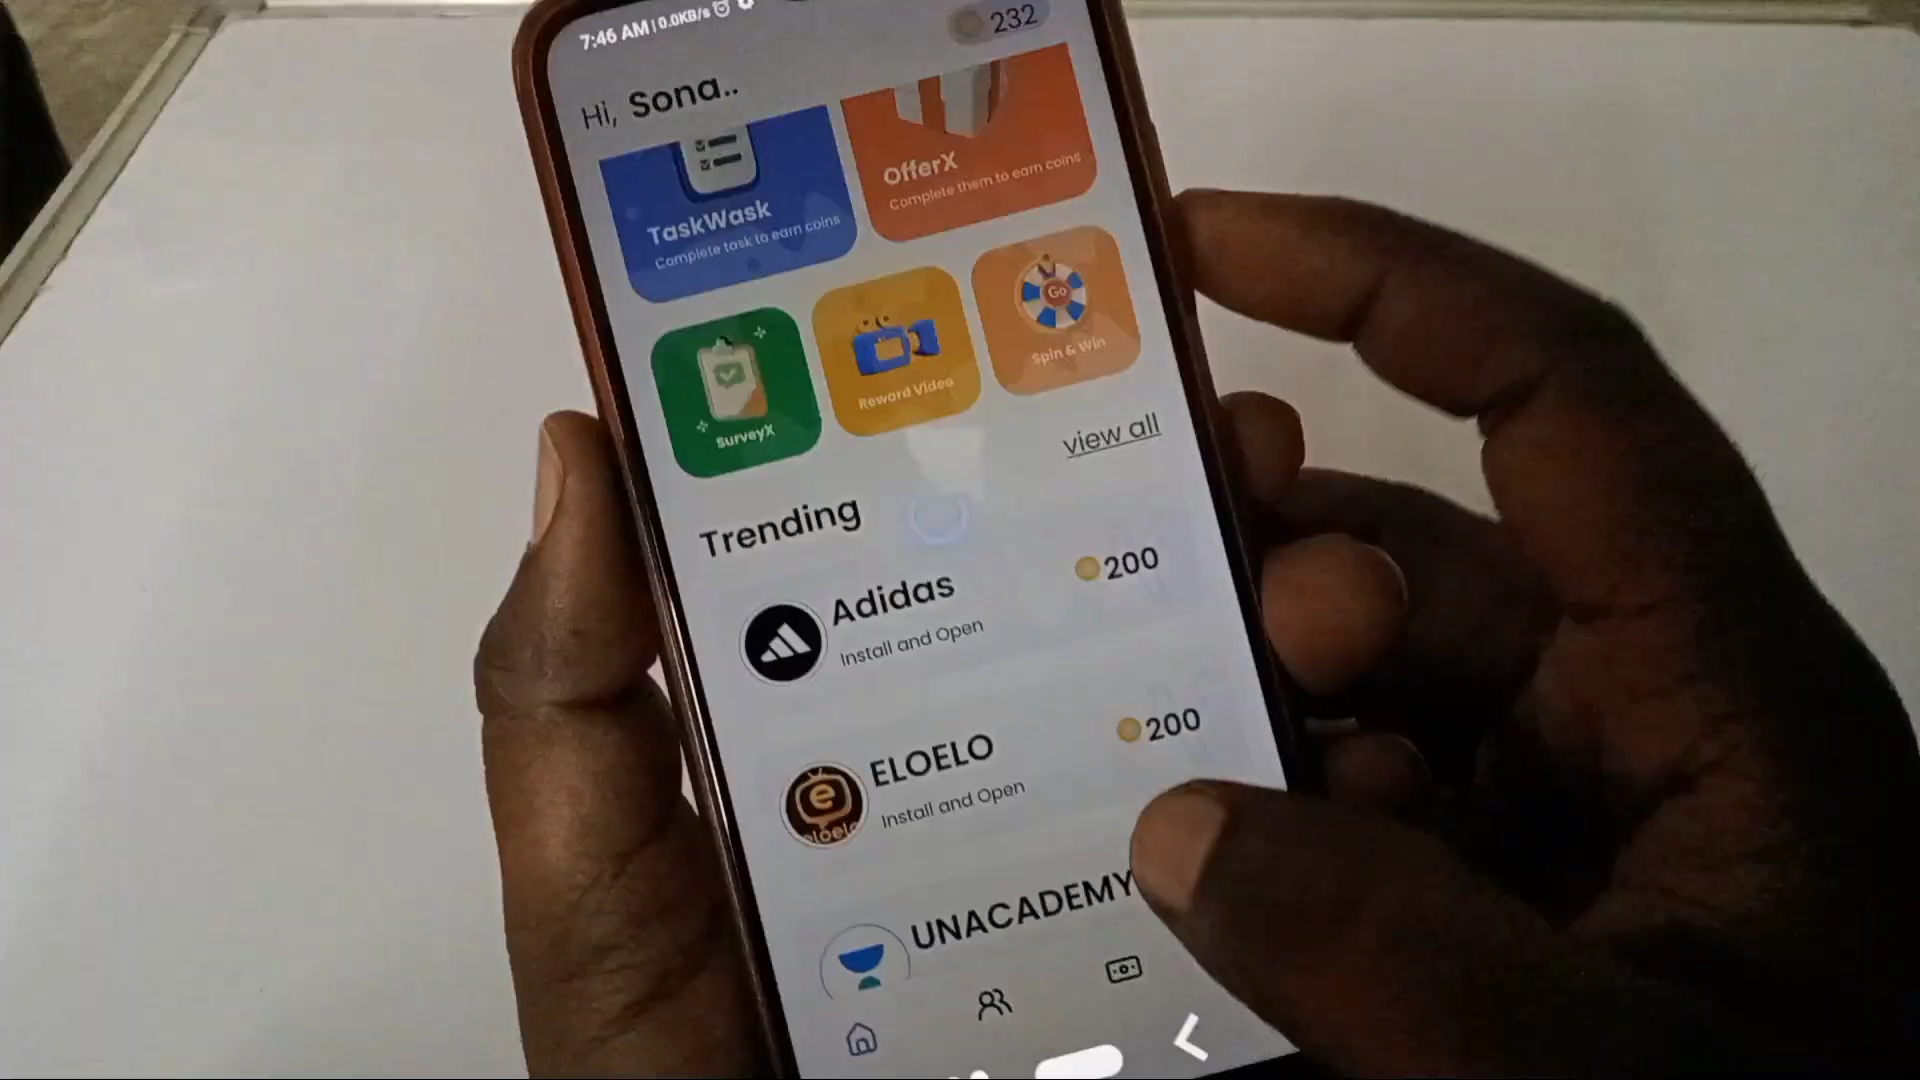 7:46 AM | 0.0KB/s
232
Hi, Sona..
TaskWask
Complete task to earn coins
OfferX
Complete them to earn coins
SurveyX
Reward Video
Go
Spin & Win
view all
Trending
Adidas
200
Install and Open
ELOELO
200
Install and Open
e
eloelo
UNACADEMY